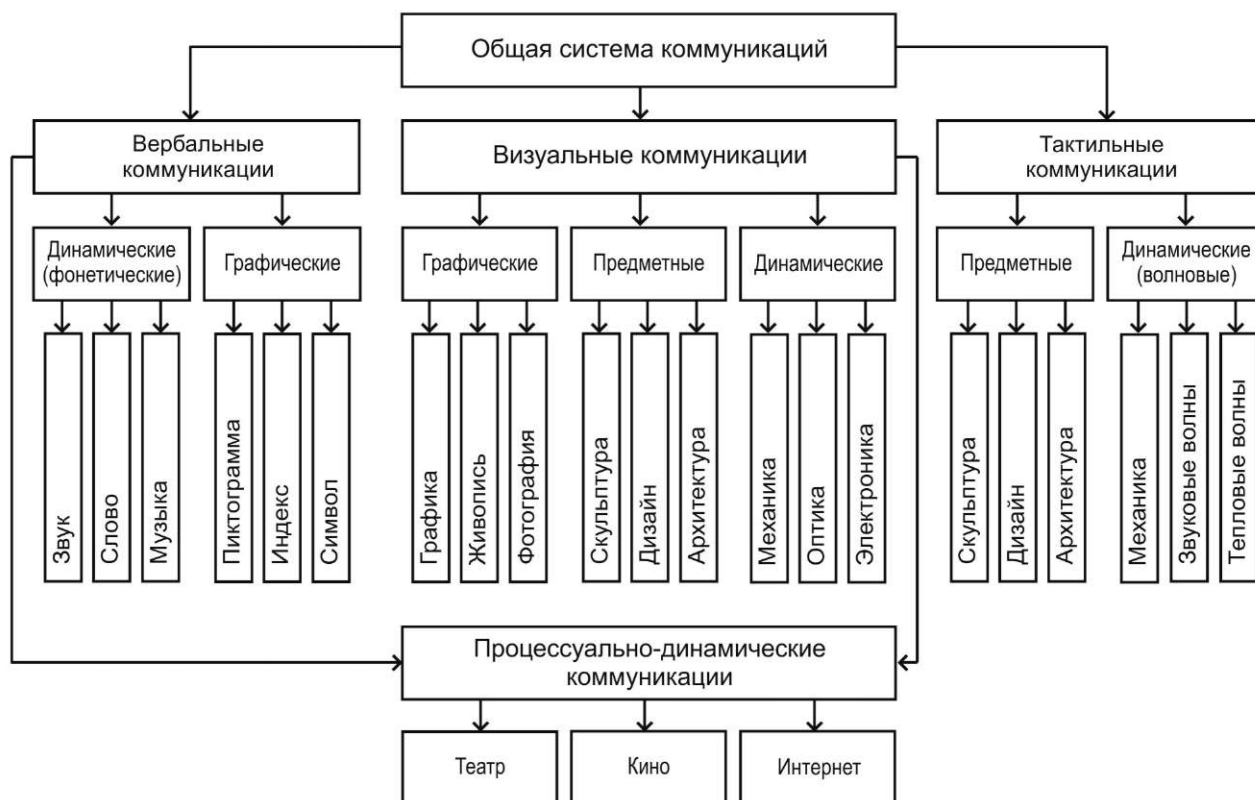 Общая система коммуникаций
Вербальные
коммуникации
Визуальные коммуникации
Тактильные
коммуникации
Динамические
(фонетические)
Графические
Графические
Предметные
Динамические
Предметные
Динамические
(волновые)
Звук
Слово
Музыка
Пиктограмма
Индекс
Символ
Графика
Живопись
Фотография
Скульптура
Дизайн
Архитектура
Механика
Оптика
Электроника
Скульптура
Дизайн
Архитектура
Механика
Звуковые волны
Тепловые волны
Процессуально-динамические
коммуникации
Театр
Кино
Интернет